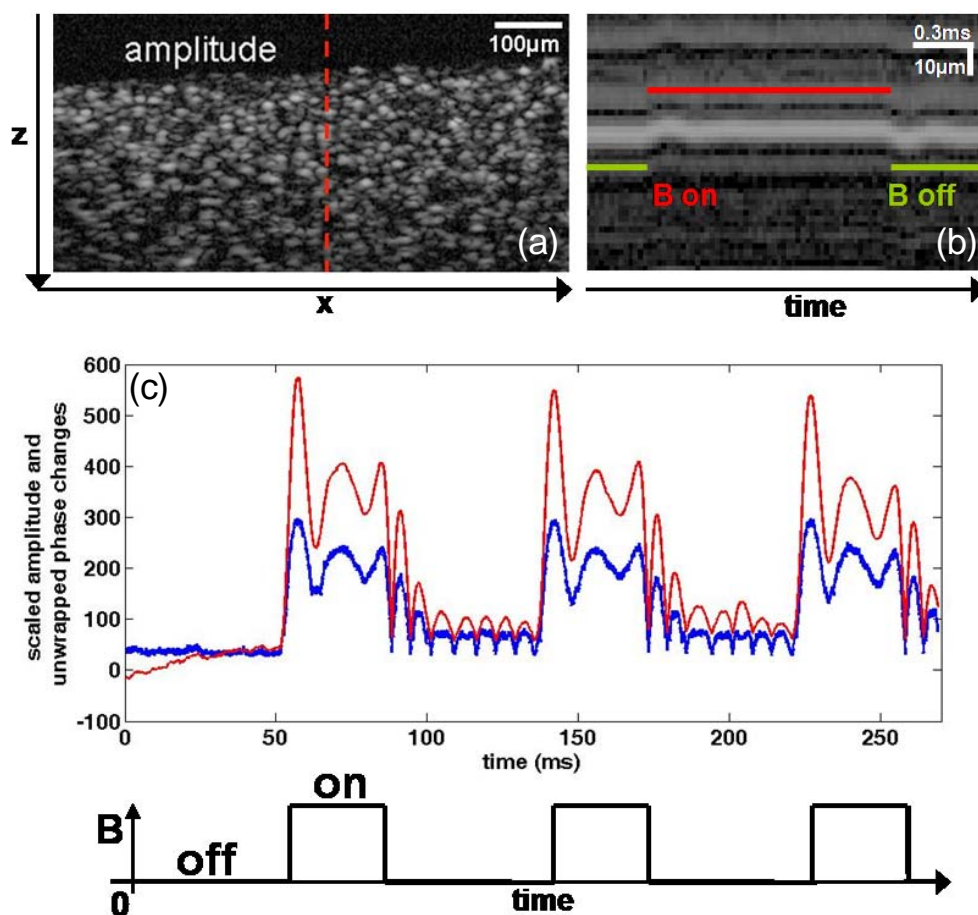 amplitude
100µm
z
(a)
x
0.3ms
10µm
B on
B off
(b)
time
(c)
scaled amplitude and
unwrapped phase changes
600
500
400
300
200
100
0
-100
0
50
100
150
200
250
time (ms)
B
on
off
0
time